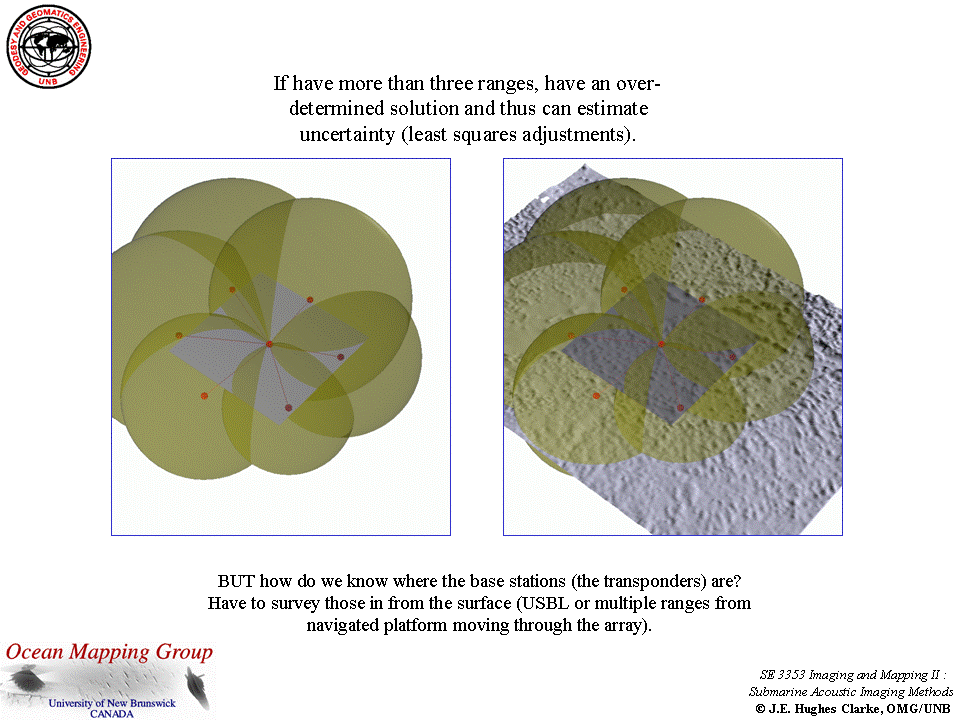 GEODESY AND GEOMATICS ENGINEERING
UNB
If have more than three ranges, have an over-
determined solution and thus can estimate
uncertainty (least squares adjustments).
BUT how do we know where the base stations (the transponders) are?
Have to survey those in from the surface (USBL or multiple ranges from
navigated platform moving through the array).
Ocean Mapping Group
University of New Brunswick
CANADA
SE 3353 Imaging and Mapping II :
Submarine Acoustic Imaging Methods
© J.E. Hughes Clarke, OMG/UNB